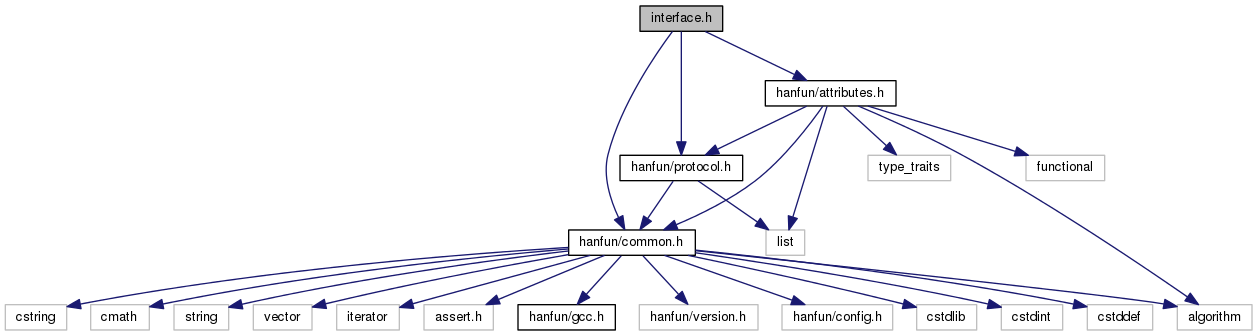 interface.h
hanfun/attributes.h
hanfun/protocol.h
type_traits
functional
hanfun/common.h
list
cstring
cmath
string
vector
iterator
assert.h
hanfun/gcc.h
hanfun/version.h
hanfun/config.h
cstdlib
cstdint
cstddef
algorithm